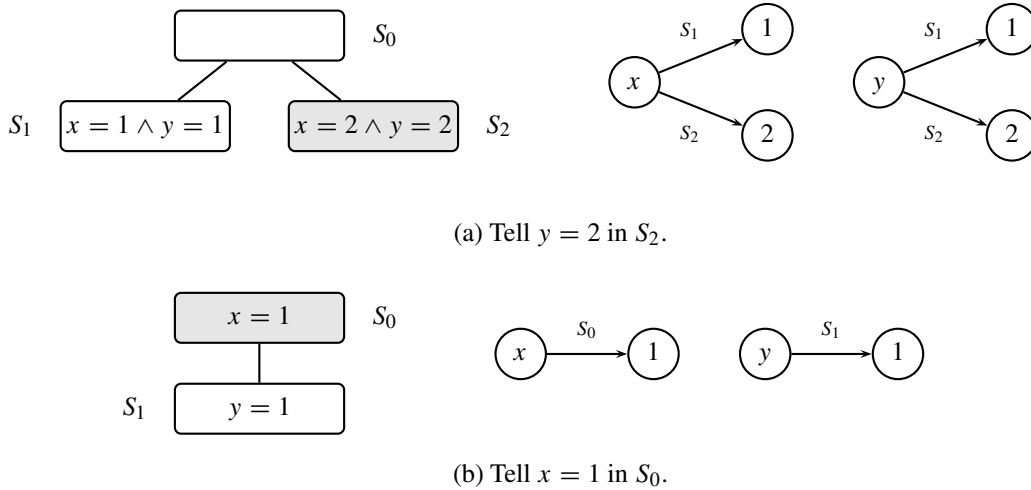 S₀
S₁ x = 1 ∧ y = 1 x = 2 ∧ y = 2 S₂
x S₁ 1 S₂ 2
y S₁ 1 S₂ 2
(a) Tell y = 2 in S₂.
x = 1 S₀
S₁ y = 1
x S₀ 1
y S₁ 1
(b) Tell x = 1 in S₀.